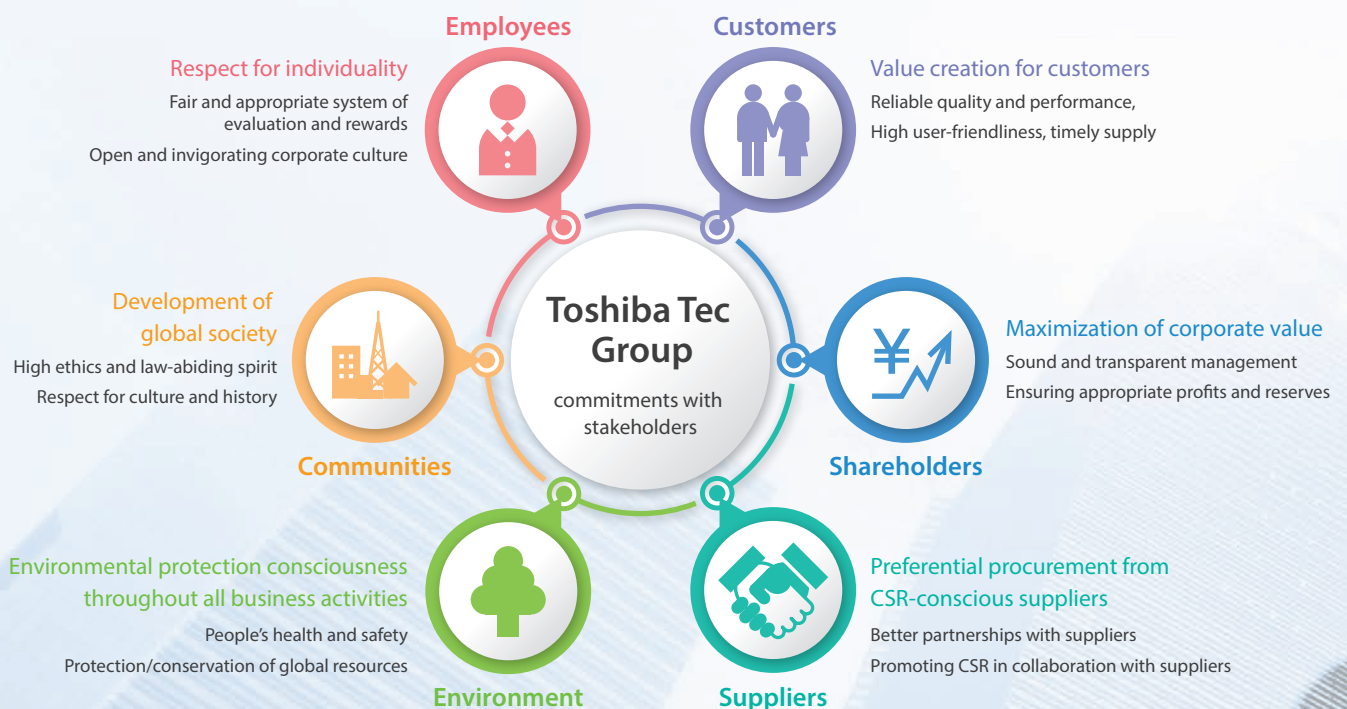 Employees
Respect for individuality
Fair and appropriate system of
evaluation and rewards
Open and invigorating corporate culture
Customers
Value creation for customers
Reliable quality and performance,
High user-friendliness, timely supply
Development of
global society
High ethics and law-abiding spirit
Respect for culture and history
Communities
Toshiba Tec
Group
commitments with
stakeholders
¥
Maximization of corporate value
Sound and transparent management
Ensuring appropriate profits and reserves
Shareholders
Environmental protection consciousness
throughout all business activities
People’s health and safety
Protection/conservation of global resources
Environment
Preferential procurement from
CSR-conscious suppliers
Better partnerships with suppliers
Promoting CSR in collaboration with suppliers
Suppliers